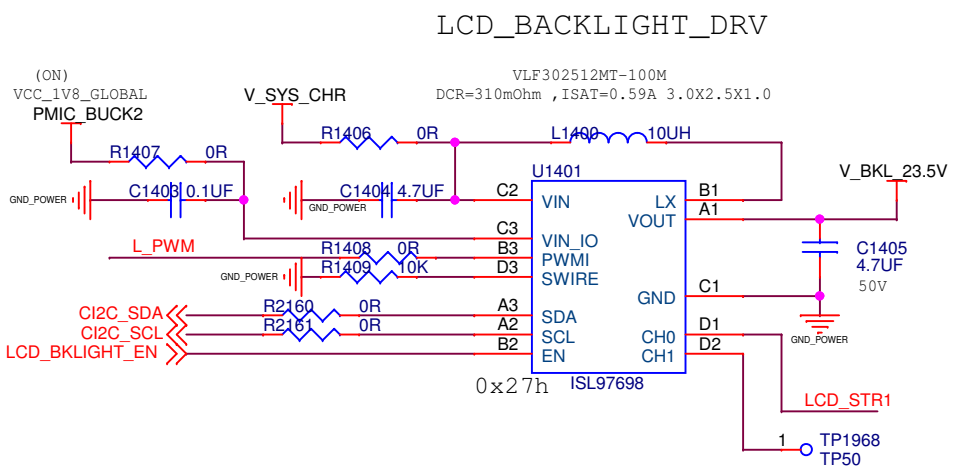 LCD_BACKLIGHT_DRV
(ON)
VCC_1V8_GLOBAL
PMIC_BUCK2
V_SYS_CHR
VLF302512MT-100M
DCR=310mOhm ,ISAT=0.59A 3.0X2.5X1.0
R1406 0R
L1400 10UH
R1407 0R
U1401
V_BKL_23.5V
GND_POWER
C1403 0.1UF
GND_POWER
C1404 4.7UF
C2 VIN
LX B1
VOUT A1
C3 VIN_IO
L_PWM
R1408 0R
B3 PWMI
C1405
4.7UF
50V
GND_POWER
R1409 10K
D3 SWIRE
GND C1
CI2C_SDA
R2160 0R
A3 SDA
CI2C_SCL
R2161 0R
A2 SCL
CH0 D1
GND_POWER
LCD_BKLIGHT_EN
B2 EN
CH1 D2
0x27h
ISL97698
LCD_STR1
1 TP1968
TP50